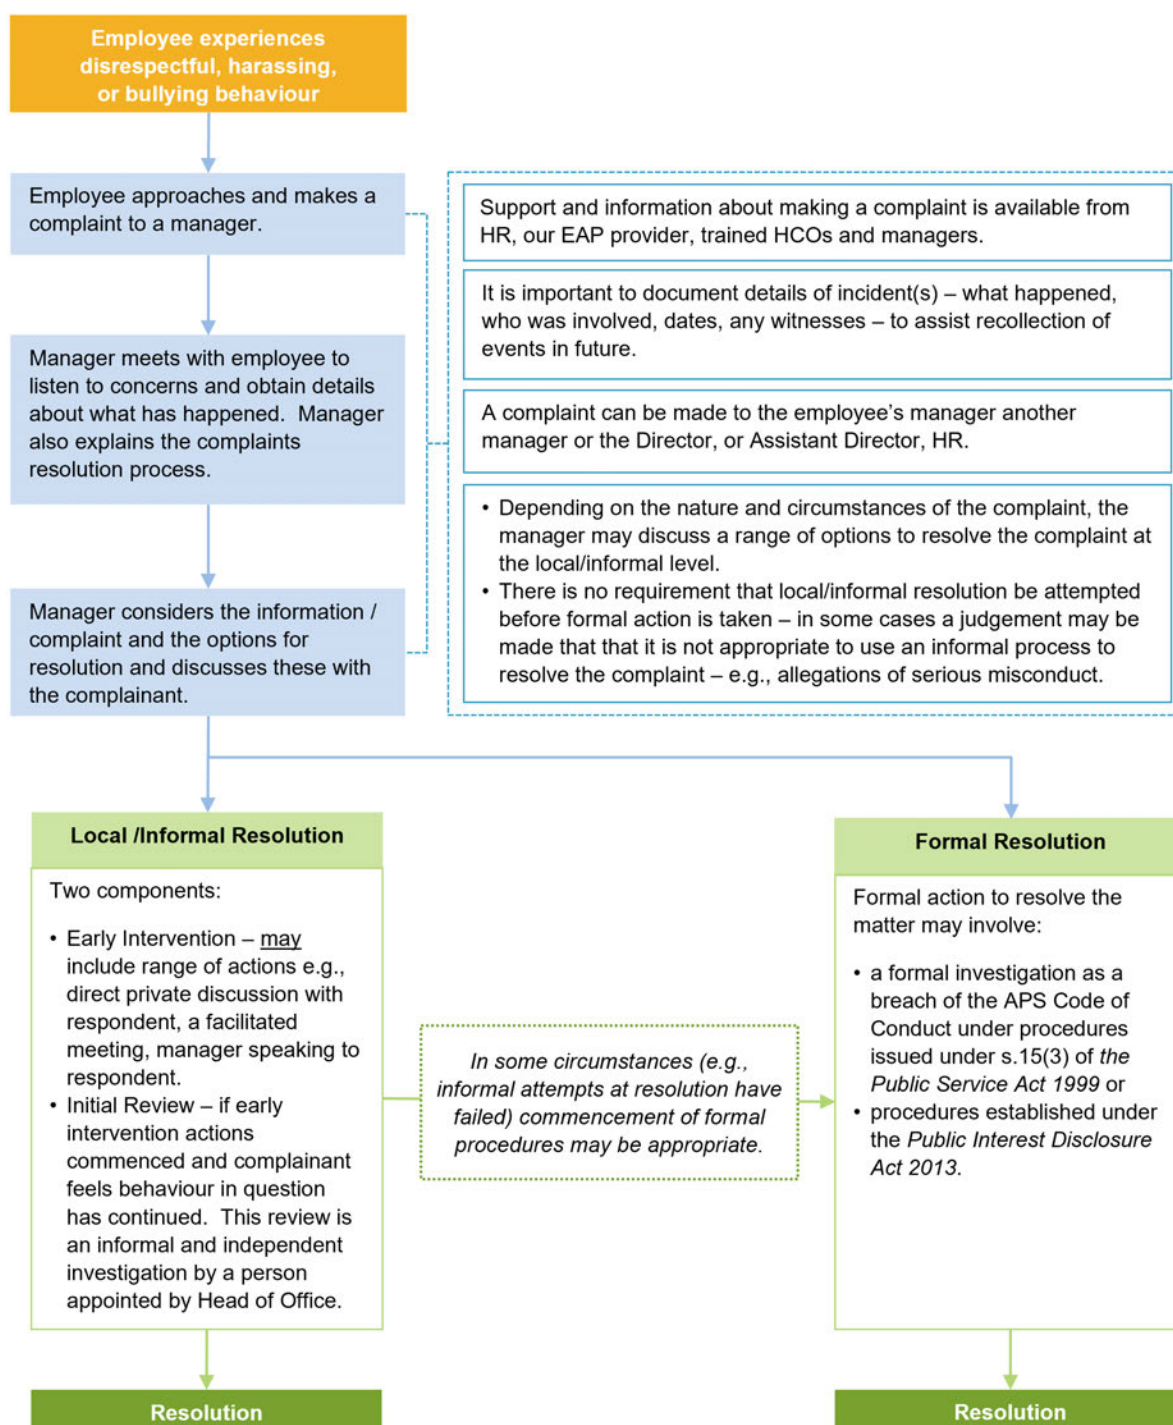 Employee experiences
disrespectful, harassing,
or bullying behaviour
Employee approaches and makes a
complaint to a manager.
Manager meets with employee to
listen to concerns and obtain details
about what has happened.  Manager
also explains the complaints
resolution process.
Manager considers the information /
complaint and the options for
resolution and discusses these with
the complainant.
Support and information about making a complaint is available from
HR, our EAP provider, trained HCOs and managers.
It is important to document details of incident(s) – what happened,
who was involved, dates, any witnesses – to assist recollection of
events in future.
A complaint can be made to the employee's manager another
manager or the Director, or Assistant Director, HR.
• Depending on the nature and circumstances of the complaint, the
manager may discuss a range of options to resolve the complaint at
the local/informal level.
• There is no requirement that local/informal resolution be attempted
before formal action is taken – in some cases a judgement may be
made that that it is not appropriate to use an informal process to
resolve the complaint – e.g., allegations of serious misconduct.
Local /Informal Resolution
Two components:
• Early Intervention – may
include range of actions e.g.,
direct private discussion with
respondent, a facilitated
meeting, manager speaking to
respondent.
• Initial Review – if early
intervention actions
commenced and complainant
feels behaviour in question
has continued.  This review is
an informal and independent
investigation by a person
appointed by Head of Office.
In some circumstances (e.g.,
informal attempts at resolution have
failed) commencement of formal
procedures may be appropriate.
Formal Resolution
Formal action to resolve the
matter may involve:
• a formal investigation as a
breach of the APS Code of
Conduct under procedures
issued under s.15(3) of the
Public Service Act 1999 or
• procedures established under
the Public Interest Disclosure
Act 2013.
Resolution
Resolution